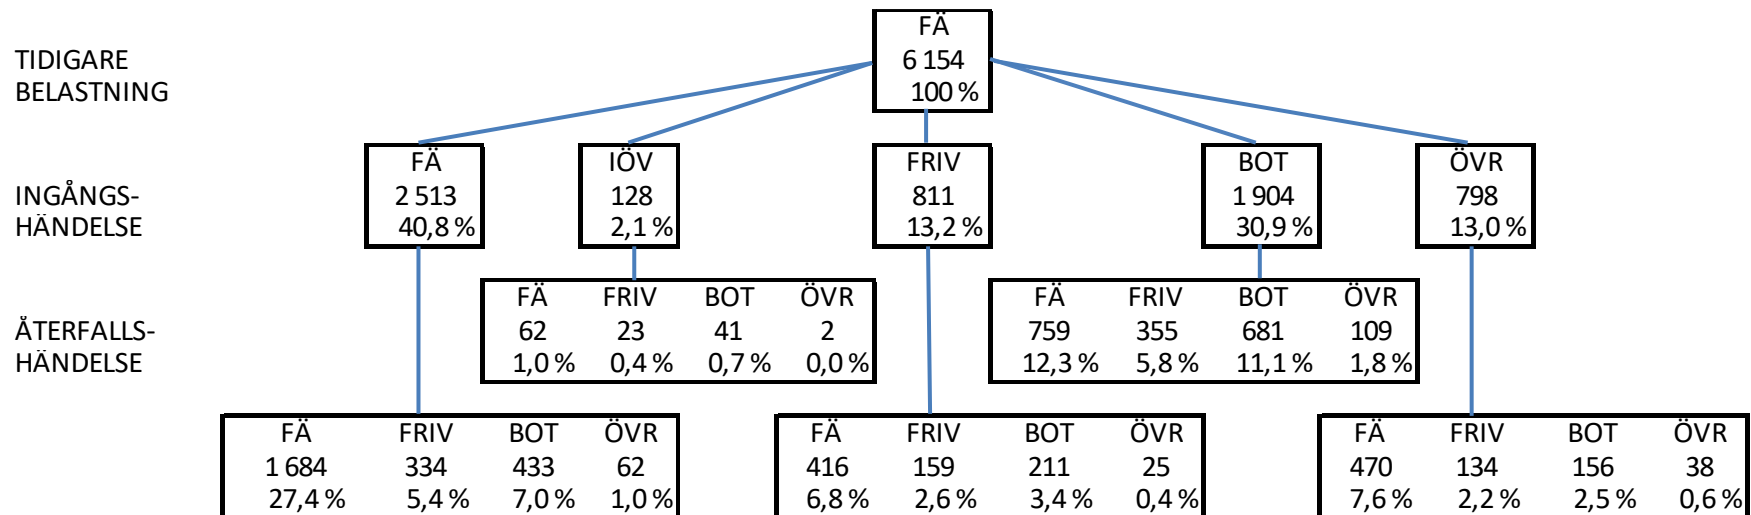 FÄ
TIDIGARE 6 154
BELASTNING 100 %
FÄ IÖV FRIV BOT ÖVR
INGÅNGS- 2 513 128 811 1 904 798
HÄNDELSE 40,8 % 2,1 % 13,2 % 30,9 % 13,0 %
FÄ FRIV BOT ÖVR FÄ FRIV BOT ÖVR
ÅTERFALLS- 62 23 41 2 759 355 681 109
HÄNDELSE 1,0 % 0,4 % 0,7 % 0,0 % 12,3 % 5,8 % 11,1 % 1,8 %
FÄ FRIV BOT ÖVR FÄ FRIV BOT ÖVR FÄ FRIV BOT ÖVR
1 684 334 433 62 416 159 211 25 470 134 156 38
27,4 % 5,4 % 7,0 % 1,0 % 6,8 % 2,6 % 3,4 % 0,4 % 7,6 % 2,2 % 2,5 % 0,6 %